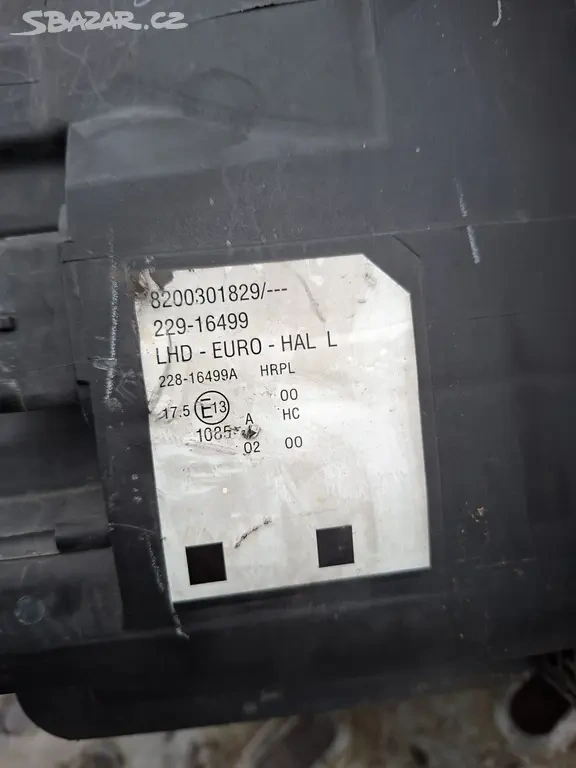 SBAZAR.CZ
8200301829/---
229-16499
LHD - EURO - HAL L
228-16499A HRPL
00
17.5 E13 A HC
1085
02 00